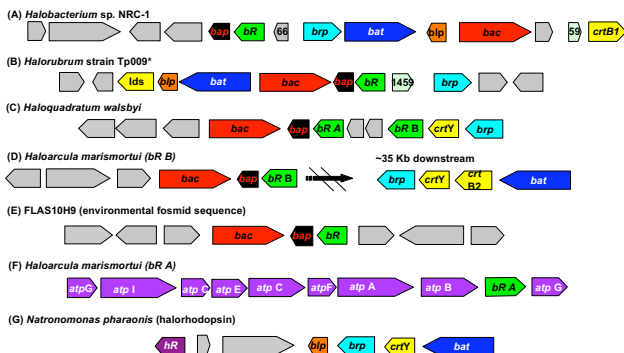 (A) Halobacterium sp. NRC-1
bap bR 66 brp bat blp bac 59 crtB1
(B) Halorubrum strain Tp009*
Ids blp bat bac bap bR 1459 brp
(C) Haloquadratum walsbyi
bac bap bR A bR B crtY brp
(D) Haloarcula marismortui (bR B)
~35 Kb downstream
bac bap bR B brp crtY crt B2 bat
(E) FLAS10H9 (environmental fosmid sequence)
bac bap bR
(F) Haloarcula marismortui (bR A)
atpG atp I atp C atp E atp C atpF atp A atp B bR A atp G
(G) Natronomonas pharaonis (halorhodopsin)
hR blp brp crtY bat